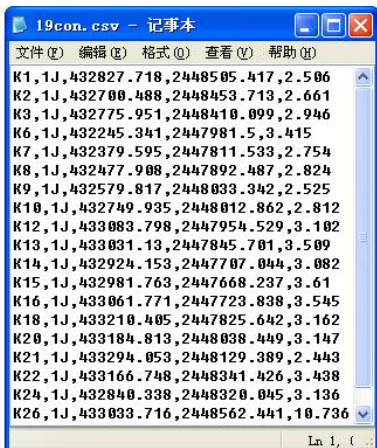 19con.csv - 记事本
文件(F) 编辑(E) 格式(O) 查看(V) 帮助(H)
K1,1J,432827.718,2448505.417,2.506
K2,1J,432700.488,2448453.713,2.661
K3,1J,432775.951,2448410.099,2.946
K6,1J,432245.341,2447981.5,3.415
K7,1J,432379.595,2447811.533,2.754
K8,1J,432477.908,2447892.487,2.824
K9,1J,432579.817,2448033.342,2.525
K10,1J,432749.935,2448012.862,2.812
K12,1J,433083.798,2447954.529,3.102
K13,1J,433031.13,2447845.701,3.509
K14,1J,432924.153,2447707.044,3.082
K15,1J,432981.763,2447668.237,3.61
K16,1J,433061.771,2447723.838,3.545
K18,1J,433210.405,2447825.642,3.162
K20,1J,433184.813,2448038.449,3.147
K21,1J,433294.053,2448129.389,2.443
K22,1J,433166.748,2448341.426,3.438
K24,1J,432840.338,2448320.045,3.136
K26,1J,433033.716,2448562.441,10.736
Ln 1, (